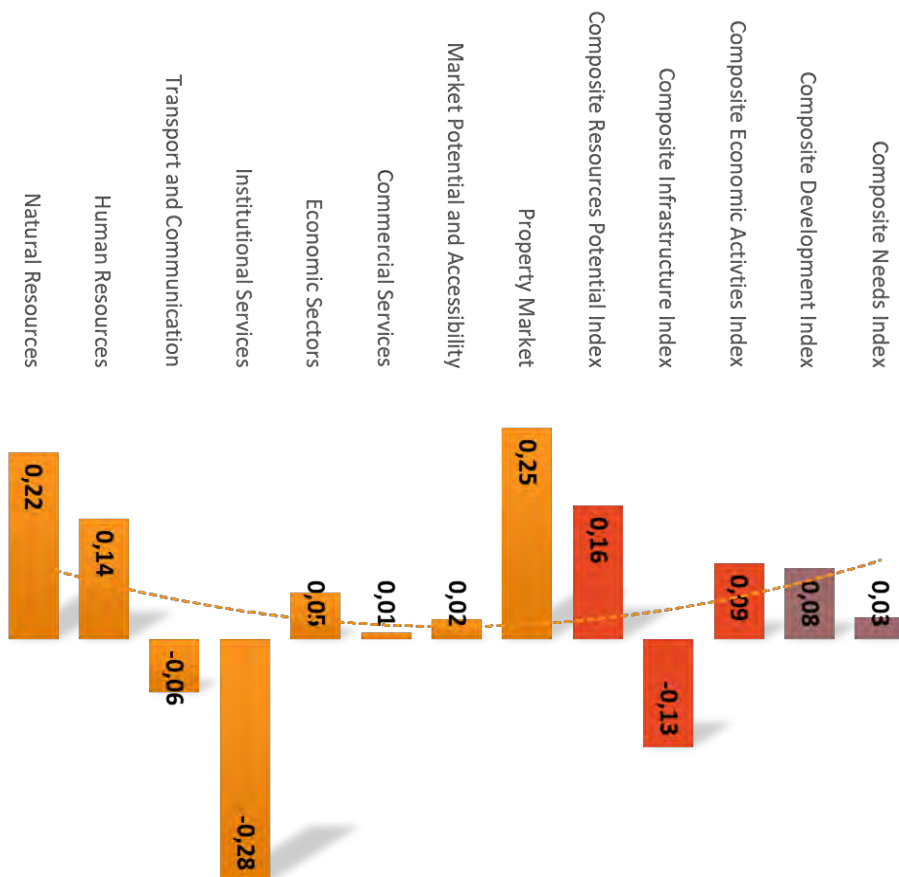 Natural Resources
Human Resources
Transport and Communication
Institutional Services
Economic Sectors
Commercial Services
Market Potential and Accessibility
Property Market
Composite Resources Potential Index
Composite Infrastructure Index
Composite Economic Activties Index
Composite Development Index
Composite Needs Index
0,22
0,14
-0,06
-0,28
0,05
0,01
0,02
0,25
0,16
-0,13
0,09
0,08
0,03